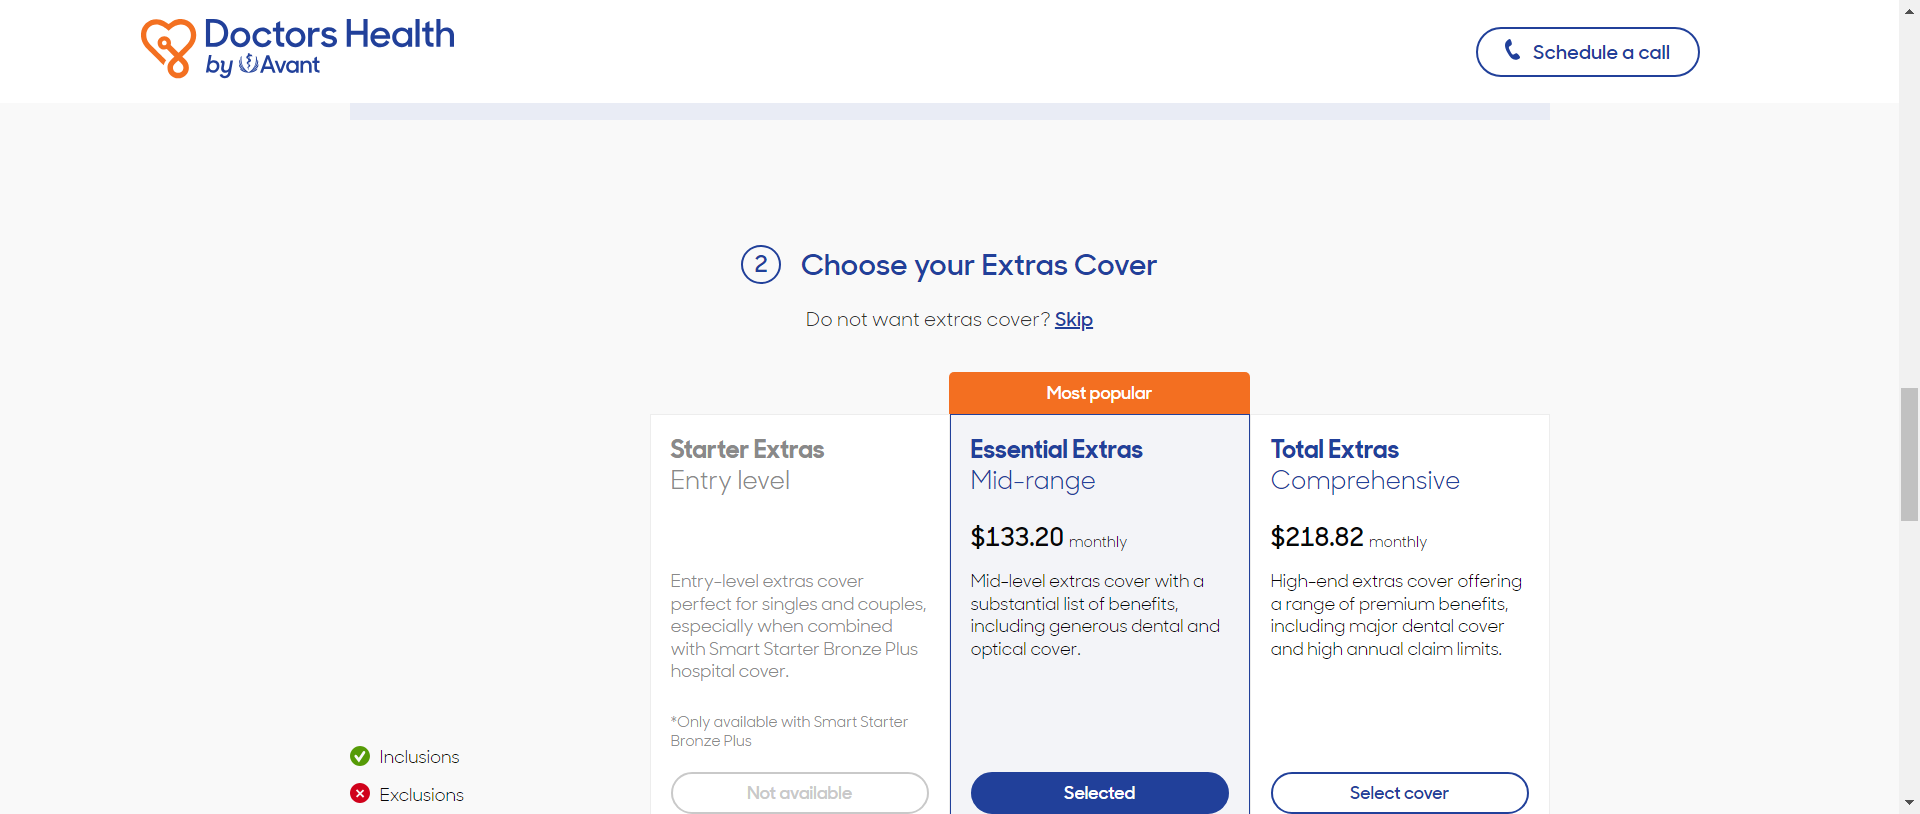 Doctors Health
by Avant
Schedule a call
2 Choose your Extras Cover
Do not want extras cover? Skip
Most popular
Starter Extras
Entry level
Entry-level extras cover
perfect for singles and couples,
especially when combined
with Smart Starter Bronze Plus
hospital cover.
*Only available with Smart Starter
Bronze Plus
Not available
Essential Extras
Mid-range
$133.20 monthly
Mid-level extras cover with a
substantial list of benefits,
including generous dental and
optical cover.
Selected
Total Extras
Comprehensive
$218.82 monthly
High-end extras cover offering
a range of premium benefits,
including major dental cover
and high annual claim limits.
Select cover
Inclusions
Exclusions